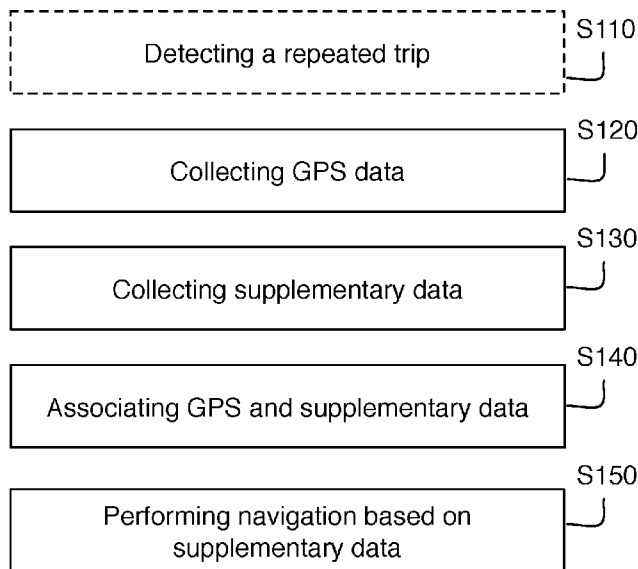 S110
Detecting a repeated trip
S120
Collecting GPS data
S130
Collecting supplementary data
S140
Associating GPS and supplementary data
S150
Performing navigation based on
supplementary data